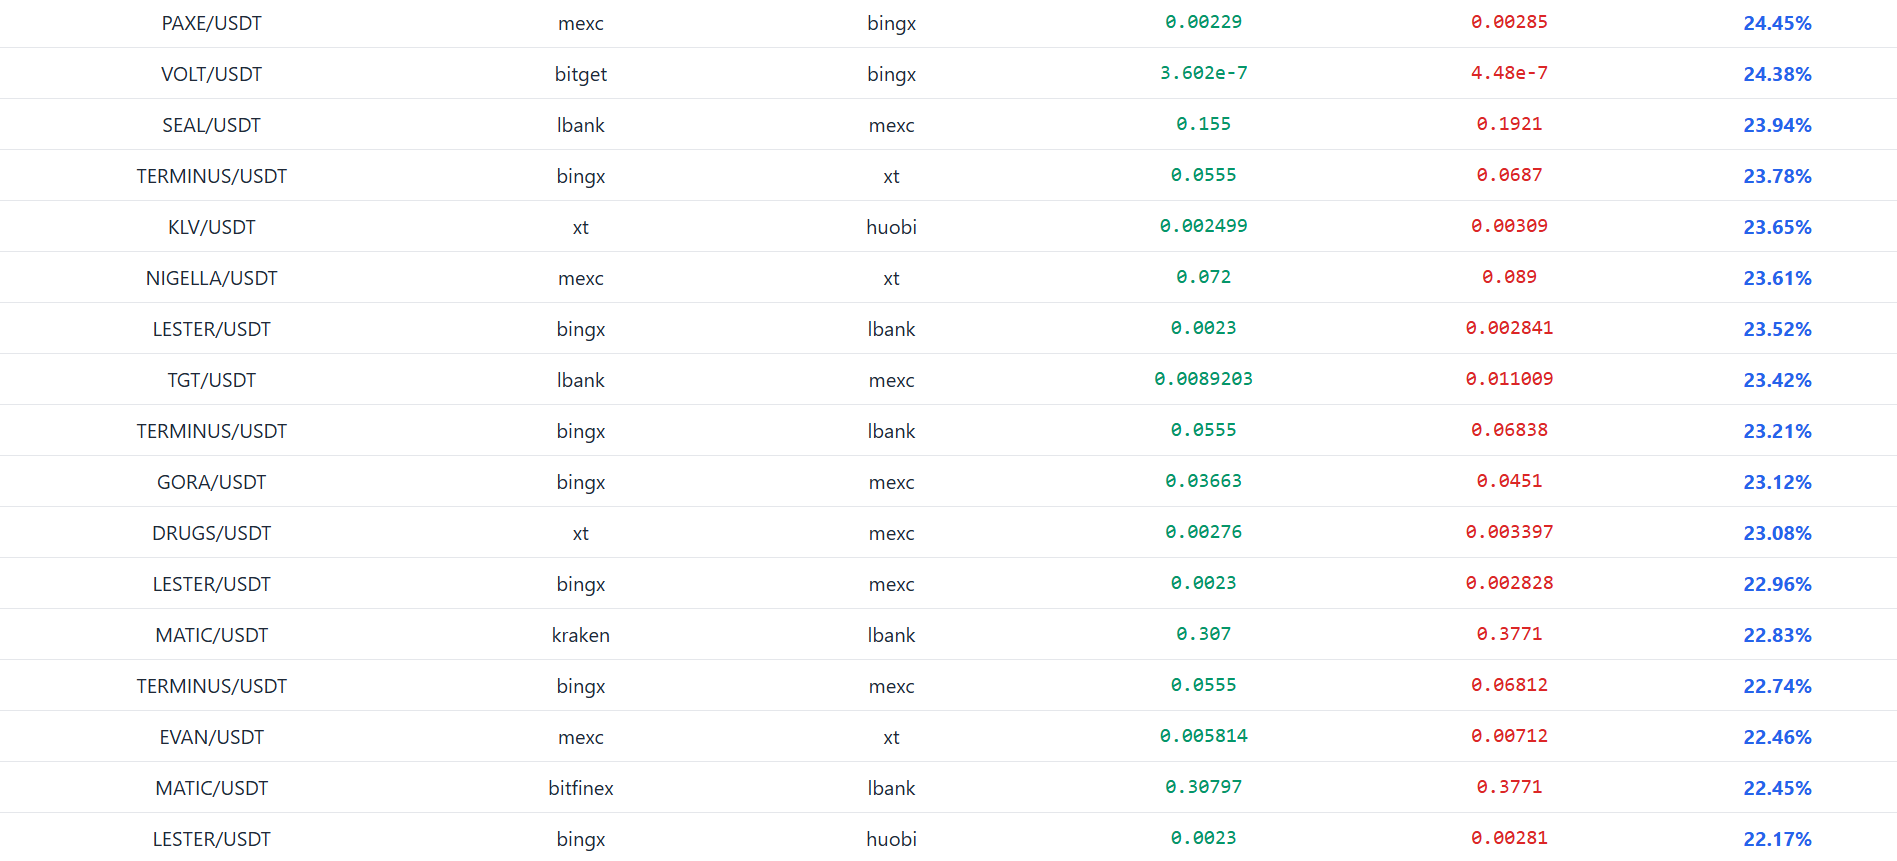 PAXE/USDT mexc bingx 0.00229 0.00285 24.45%
VOLT/USDT bitget bingx 3.602e-7 4.48e-7 24.38%
SEAL/USDT lbank mexc 0.155 0.1921 23.94%
TERMINUS/USDT bingx xt 0.0555 0.0687 23.78%
KLV/USDT xt huobi 0.002499 0.00309 23.65%
NIGELLA/USDT mexc xt 0.072 0.089 23.61%
LESTER/USDT bingx lbank 0.0023 0.002841 23.52%
TGT/USDT lbank mexc 0.0089203 0.011009 23.42%
TERMINUS/USDT bingx lbank 0.0555 0.06838 23.21%
GORA/USDT bingx mexc 0.03663 0.0451 23.12%
DRUGS/USDT xt mexc 0.00276 0.003397 23.08%
LESTER/USDT bingx mexc 0.0023 0.002828 22.96%
MATIC/USDT kraken lbank 0.307 0.3771 22.83%
TERMINUS/USDT bingx mexc 0.0555 0.06812 22.74%
EVAN/USDT mexc xt 0.005814 0.00712 22.46%
MATIC/USDT bitfinex lbank 0.30797 0.3771 22.45%
LESTER/USDT bingx huobi 0.0023 0.00281 22.17%